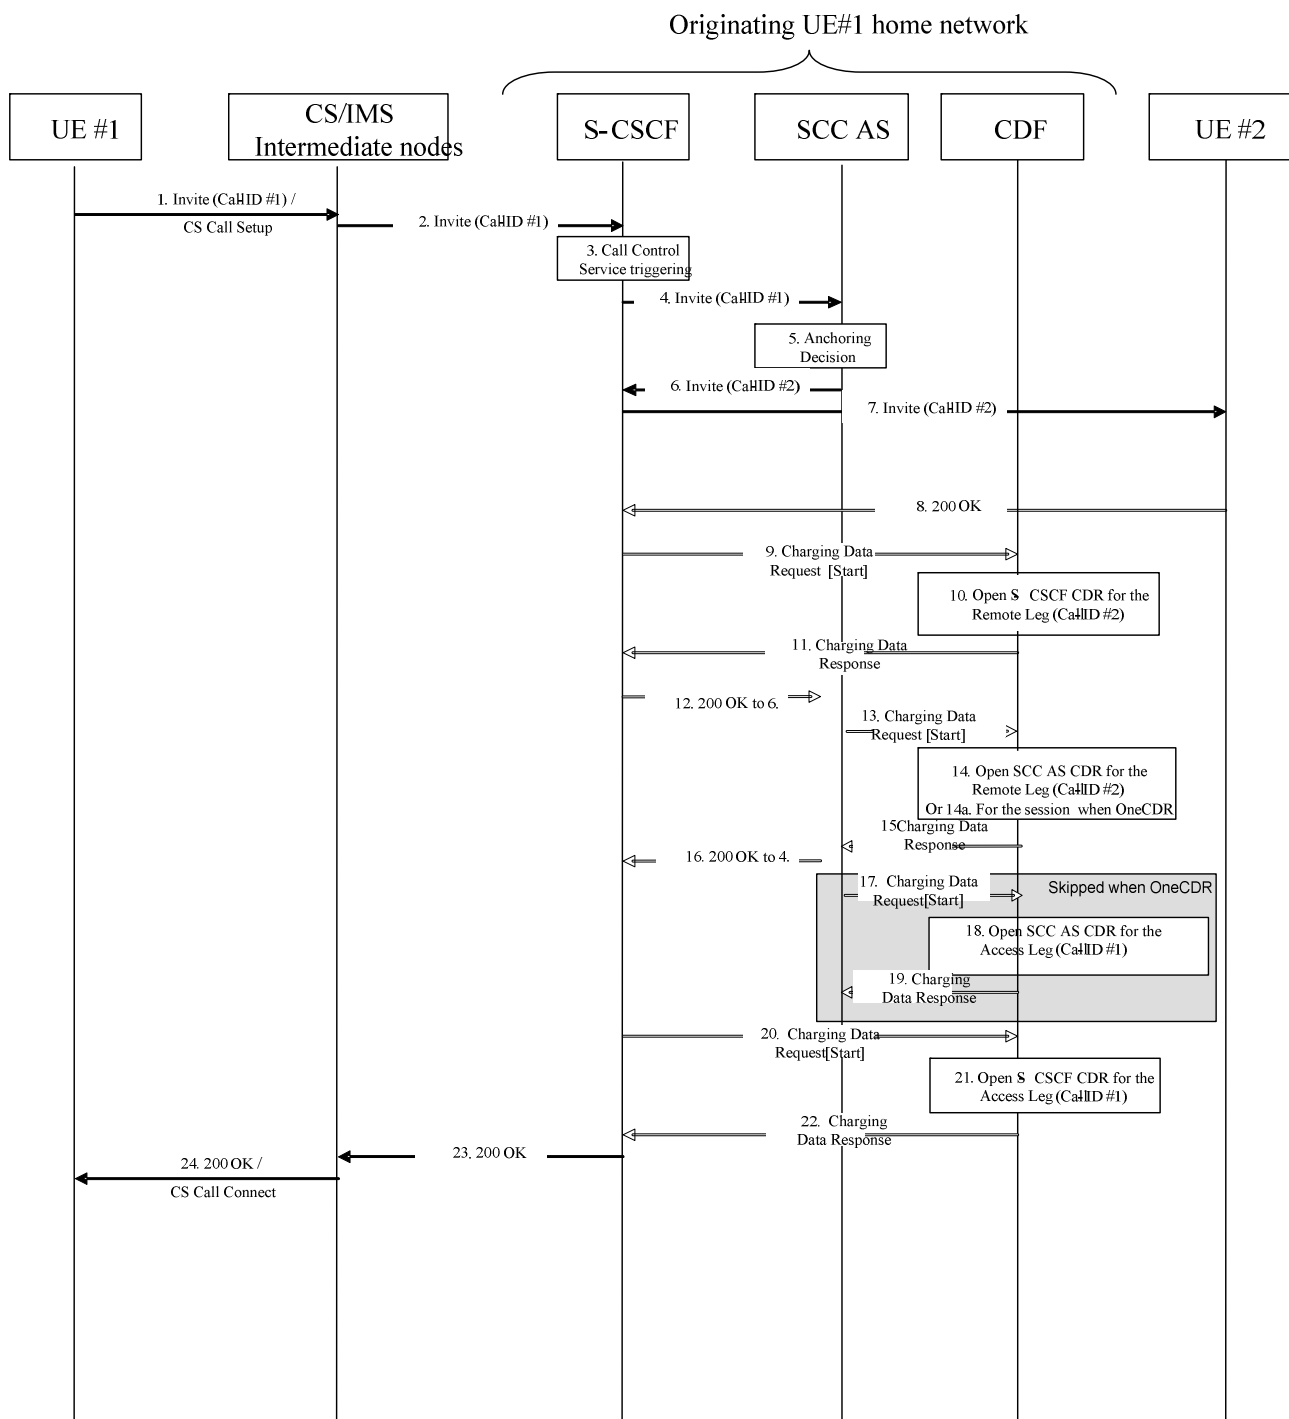 Originating UE#1 home network
UE #1
CS/IMS
Intermediate nodes
S-CSCF
SCC AS
CDF
UE #2
1. Invite (Call-ID #1) /
CS Call Setup
2. Invite (Call-ID #1)
3. Call Control
Service triggering
4. Invite (Call-ID #1)
5. Anchoring
Decision
6. Invite (Call-ID #2)
7. Invite (Call-ID #2)
8. 200 OK
9. Charging Data
Request [Start]
10. Open S-CSCF CDR for the
Remote Leg (Call-ID #2)
11. Charging Data
Response
12. 200 OK to 6.
13. Charging Data
Request [Start]
14. Open SCC AS CDR for the
Remote Leg (Call-ID #2)
Or 14a. For the session when OneCDR
15Charging Data
Response
16. 200 OK to 4.
17. Charging Data
Request[Start]
Skipped when OneCDR
18. Open SCC AS CDR for the
Access Leg (Call-ID #1)
19. Charging
Data Response
20. Charging Data
Request[Start]
21. Open S-CSCF CDR for the
Access Leg (Call-ID #1)
22. Charging
Data Response
23. 200 OK
24. 200 OK /
CS Call Connect